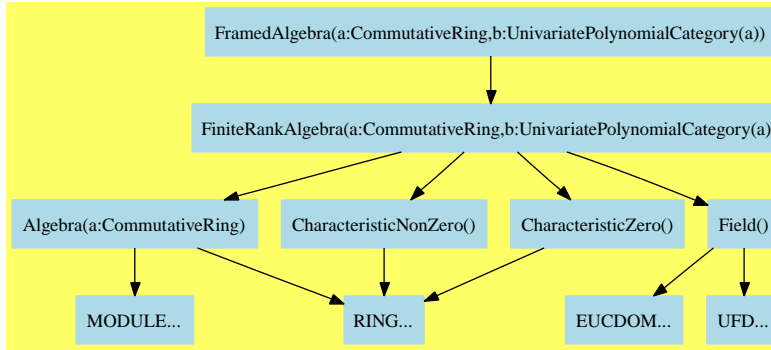 FramedAlgebra(a:CommutativeRing,b:UnivariatePolynomialCategory(a))
FiniteRankAlgebra(a:CommutativeRing,b:UnivariatePolynomialCategory(a)
Algebra(a:CommutativeRing)
CharacteristicNonZero()
CharacteristicZero()
Field()
MODULE...
RING...
EUCDOM...
UFD...